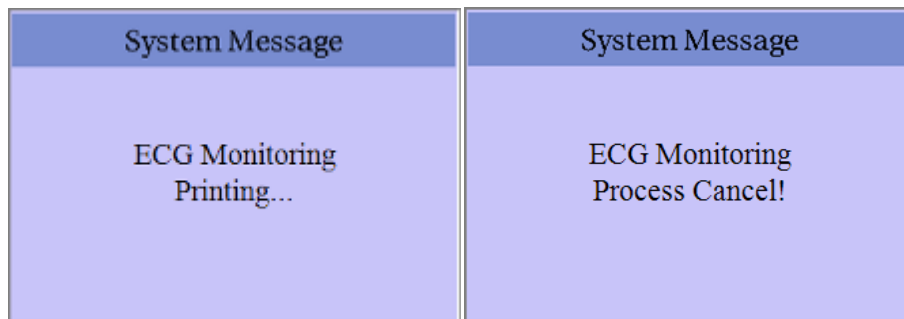 System Message
ECG Monitoring
Printing...
System Message
ECG Monitoring
Process Cancel!